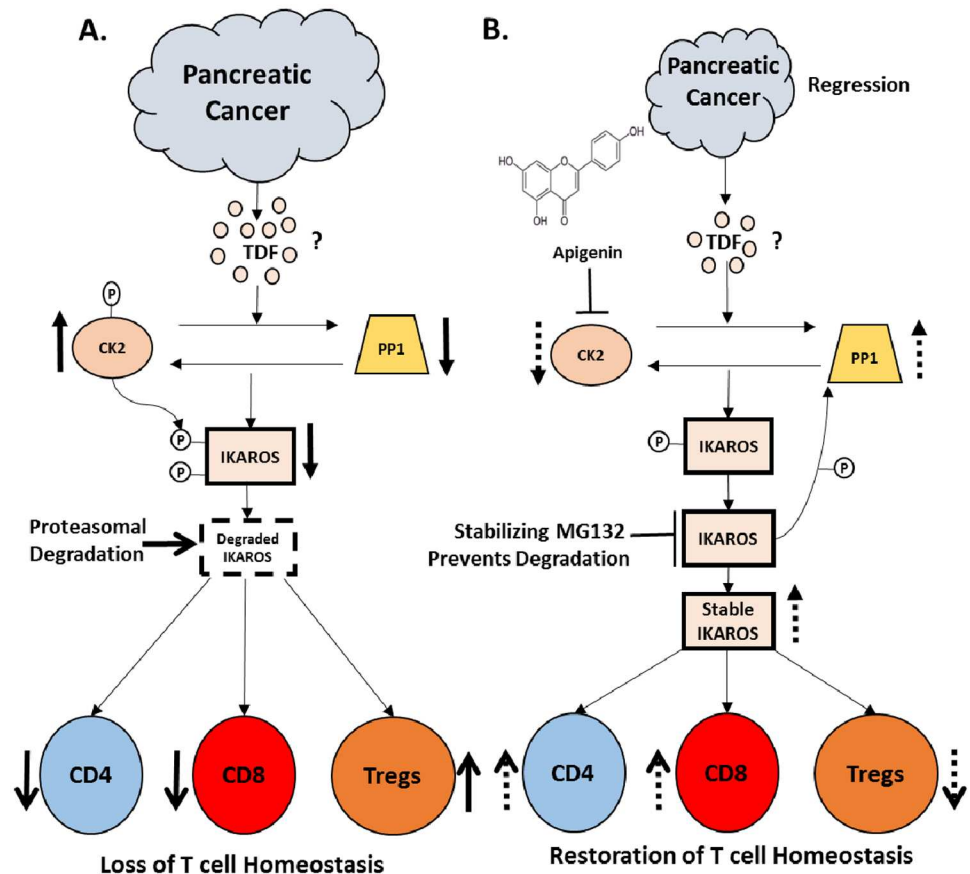 A.
Pancreatic
Cancer
TDF
?
P
CK2
PP1
P
P
IKAROS
Proteasomal
Degradation
Degraded
IKAROS
CD4
CD8
Tregs
Loss of T cell Homeostasis
B.
Pancreatic
Cancer
Regression
OH
HO
O
OH
O
Apigenin
TDF
?
CK2
PP1
P
IKAROS
P
Stabilizing MG132
Prevents Degradation
IKAROS
Stable
IKAROS
CD4
CD8
Tregs
Restoration of T cell Homeostasis